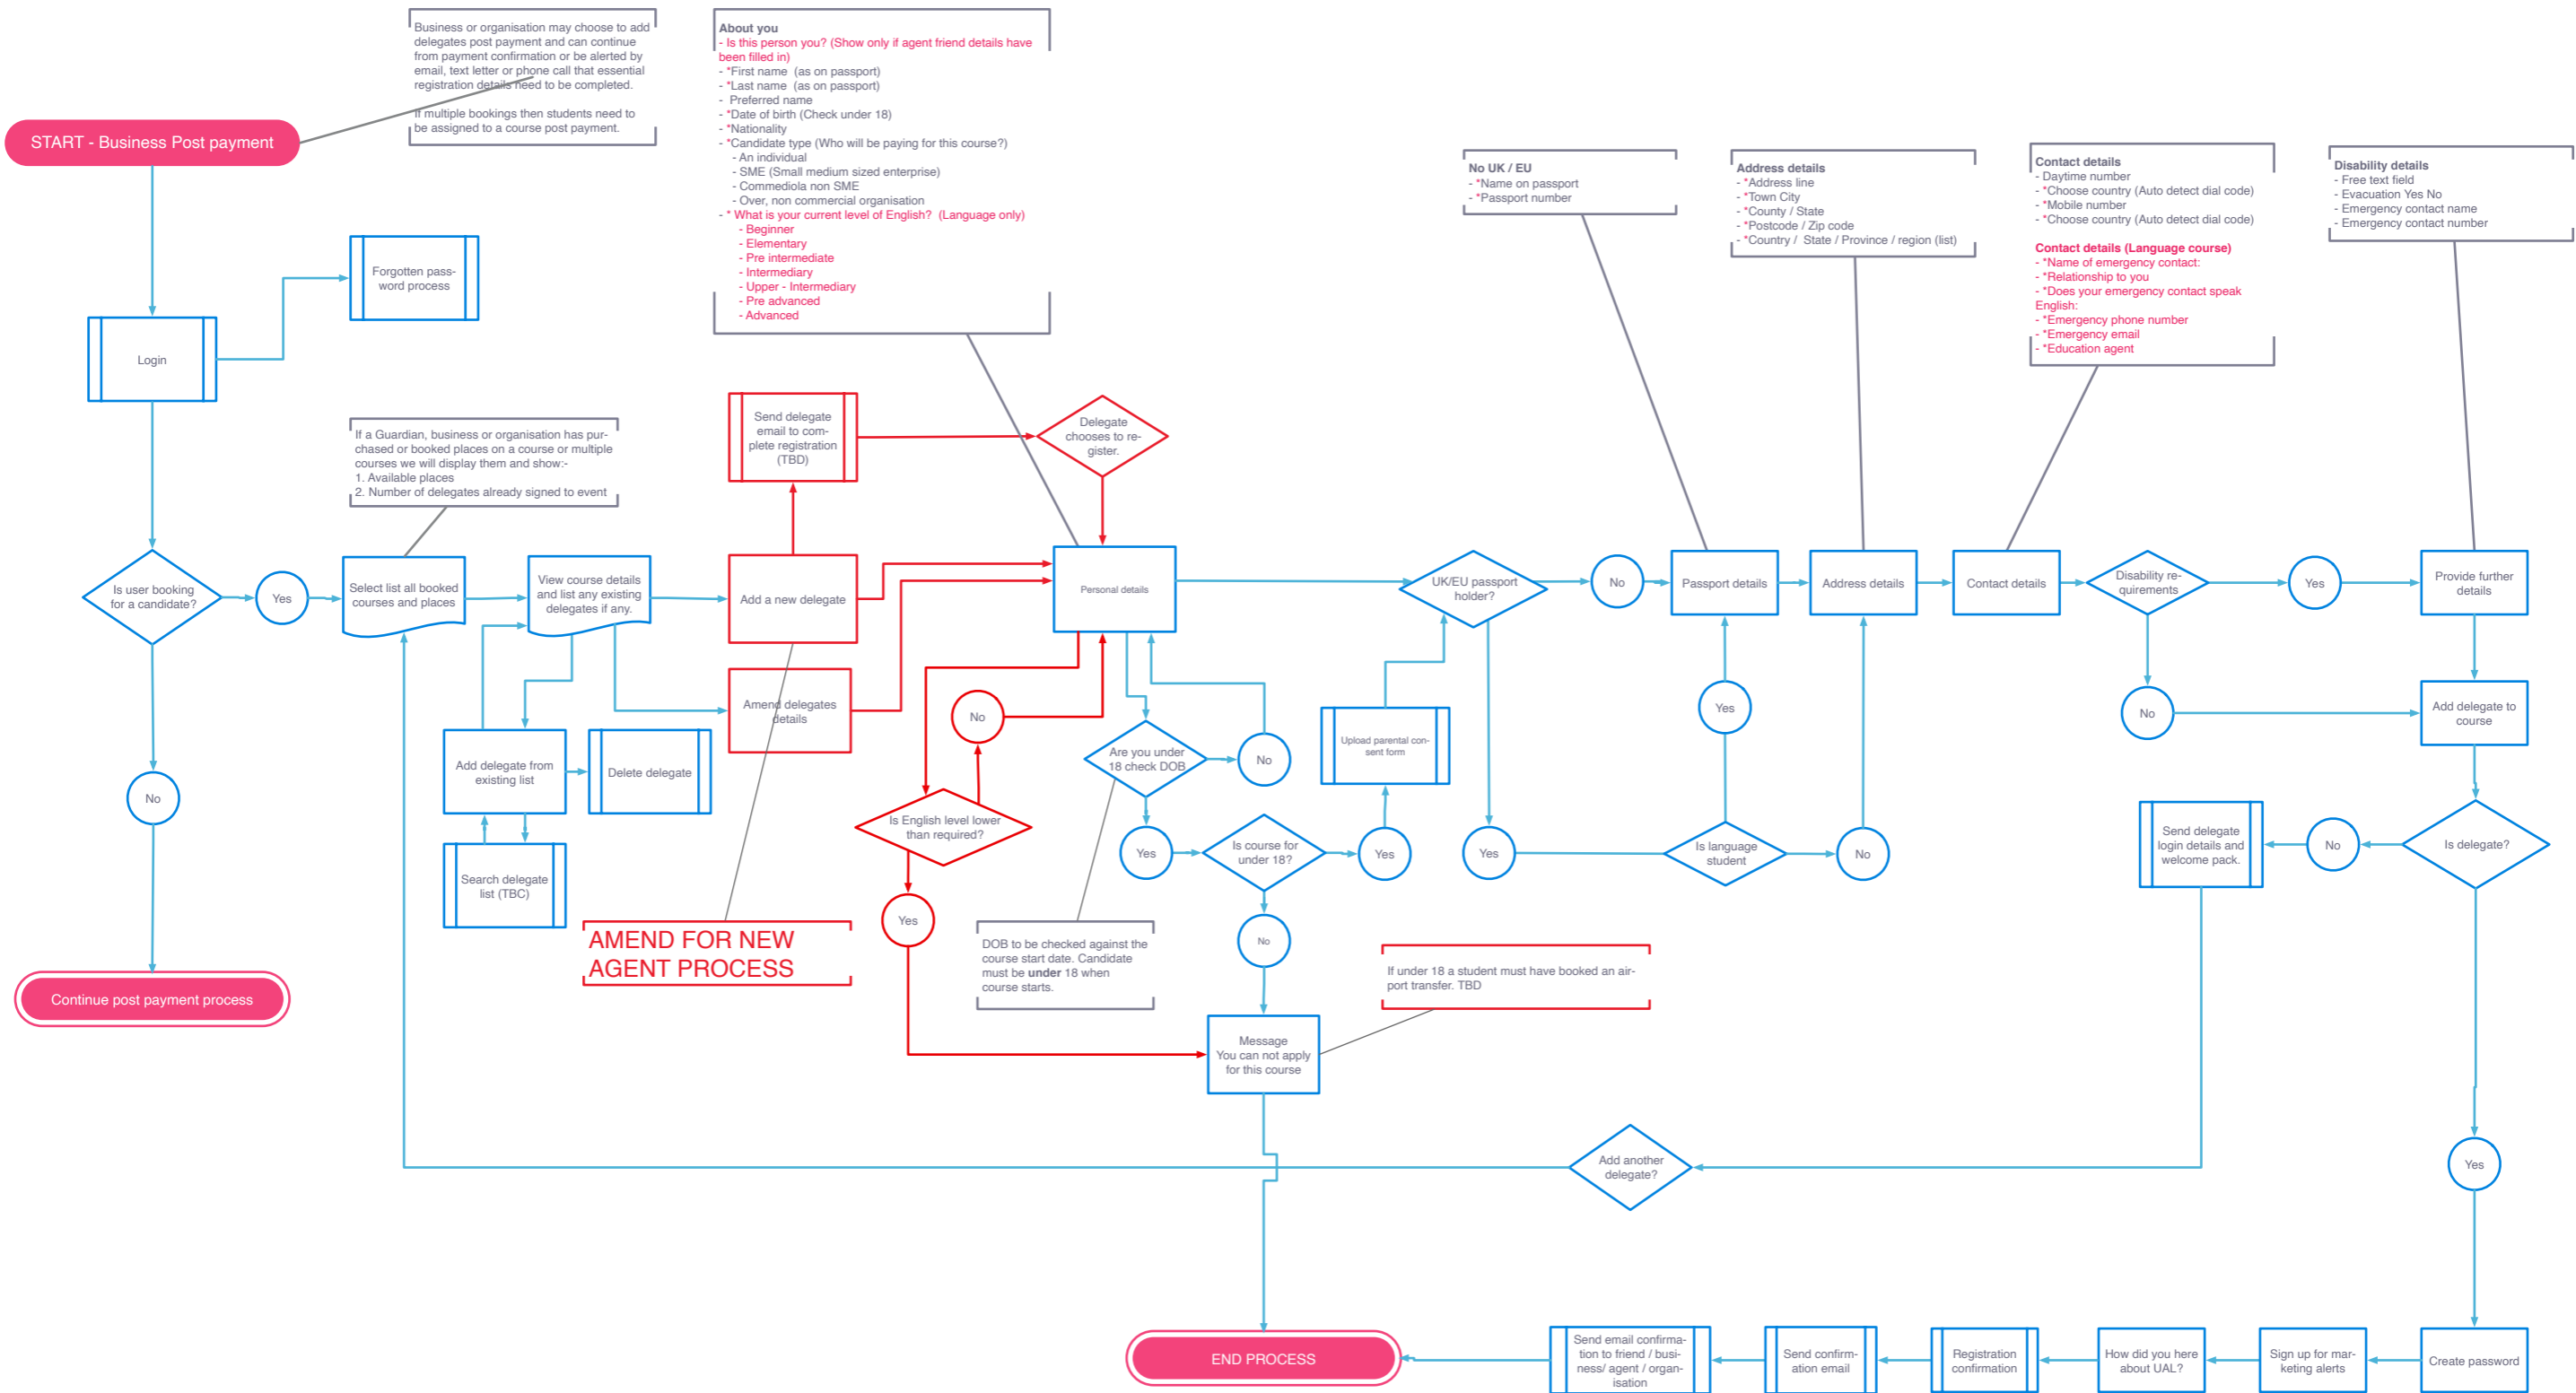 Business or organisation may choose to add
delegates post payment and can continue
from payment confirmation or be alerted by
email, text letter or phone call that essential
registration details need to be completed.
If multiple bookings then students need to
be assigned to a course post payment.
START - Business Post payment
About you
- Is this person you? (Show only if agent friend details have
been filled in)
- *First name (as on passport)
- *Last name (as on passport)
- Preferred name
- *Date of birth (Check under 18)
- *Nationality
- *Candidate type (Who will be paying for this course?)
- An individual
- SME (Small medium sized enterprise)
- Commediola non SME
- Over, non commercial organisation
- * What is your current level of English? (Language only)
- Beginner
- Elementary
- Pre intermediate
- Intermediary
- Upper - Intermediary
- Pre advanced
- Advanced
No UK / EU
- *Name on passport
- *Passport number
Address details
- *Address line
- *Town City
- *County / State
- *Postcode / Zip code
- *Country / State / Province / region (list)
Contact details
- Daytime number
- *Choose country (Auto detect dial code)
- *Mobile number
- *Choose country (Auto detect dial code)
Contact details (Language course)
- *Name of emergency contact:
- *Relationship to you
- *Does your emergency contact speak
English:
- *Emergency phone number
- *Emergency email
- *Education agent
Disability details
- Free text field
- Evacuation Yes No
- Emergency contact name
- Emergency contact number
Forgotten pass-
word process
Login
If a Guardian, business or organisation has pur-
chased or booked places on a course or multiple
courses we will display them and show:-
1. Available places
2. Number of delegates already signed to event
Send delegate
email to com-
plete registration
(TBD)
Delegate
chooses to re-
gister.
Is user booking
for a candidate?
Yes
Select list all booked
courses and places
View course details
and list any existing
delegates if any.
Add a new delegate
Personal details
UK/EU passport
holder?
No
Passport details
Address details
Contact details
Disability re-
quirements
Yes
Provide further
details
Amend delegates
details
No
Yes
No
Add delegate to
course
Add delegate from
existing list
Delete delegate
Are you under
18 check DOB
No
Upload parental con-
sent form
No
Is English level lower
than required?
Yes
Is course for
under 18?
Yes
Yes
Is language
student
No
Send delegate
login details and
welcome pack.
No
Is delegate?
Search delegate
list (TBC)
Yes
AMEND FOR NEW
AGENT PROCESS
DOB to be checked against the
course start date. Candidate
must be under 18 when
course starts.
No
If under 18 a student must have booked an air-
port transfer. TBD
Continue post payment process
Message
You can not apply
for this course
Add another
delegate?
Yes
END PROCESS
Send email confirma-
tion to friend / busi-
ness/ agent / organ-
isation
Send confirm-
ation email
Registration
confirmation
How did you here
about UAL?
Sign up for mar-
keting alerts
Create password